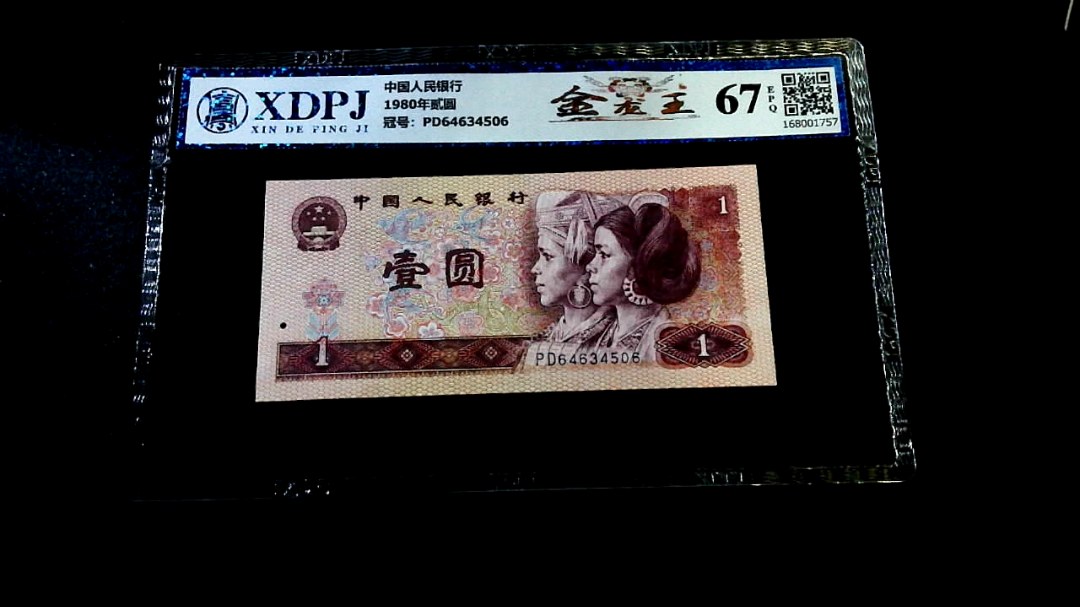 XDPJ
XIN DE PING JI
中国人民银行
1980年贰圆
冠号：PD64634506
金龙王
67
EPQ
168001757
中国人民银行
1
壹圆
1
PD64634506
1